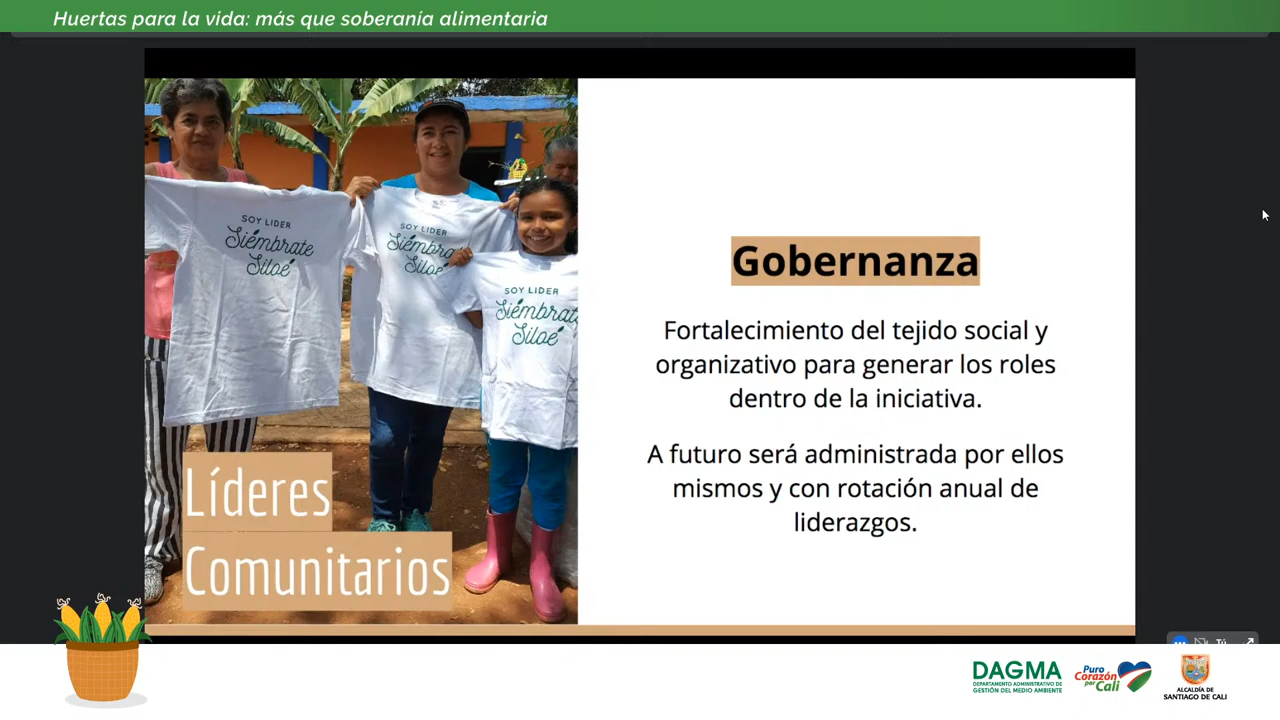 Huertas para la vida: más que soberanía alimentaria
SOY LIDER
Siémbrate
Siloé
SOY LIDER
Siémbra
Siloé
SOY LIDER
Siémbrat
Siloé
Líderes
Comunitarios
Gobernanza
Fortalecimiento del tejido social y
organizativo para generar los roles
dentro de la iniciativa.
A futuro será administrada por ellos
mismos y con rotación anual de
liderazgos.
Tú
DAGMA
DEPARTAMENTO ADMINISTRATIVO DE
GESTIÓN DEL MEDIO AMBIENTE
Puro
Corazón
por Cali
ALCALDÍA DE
SANTIAGO DE CALI